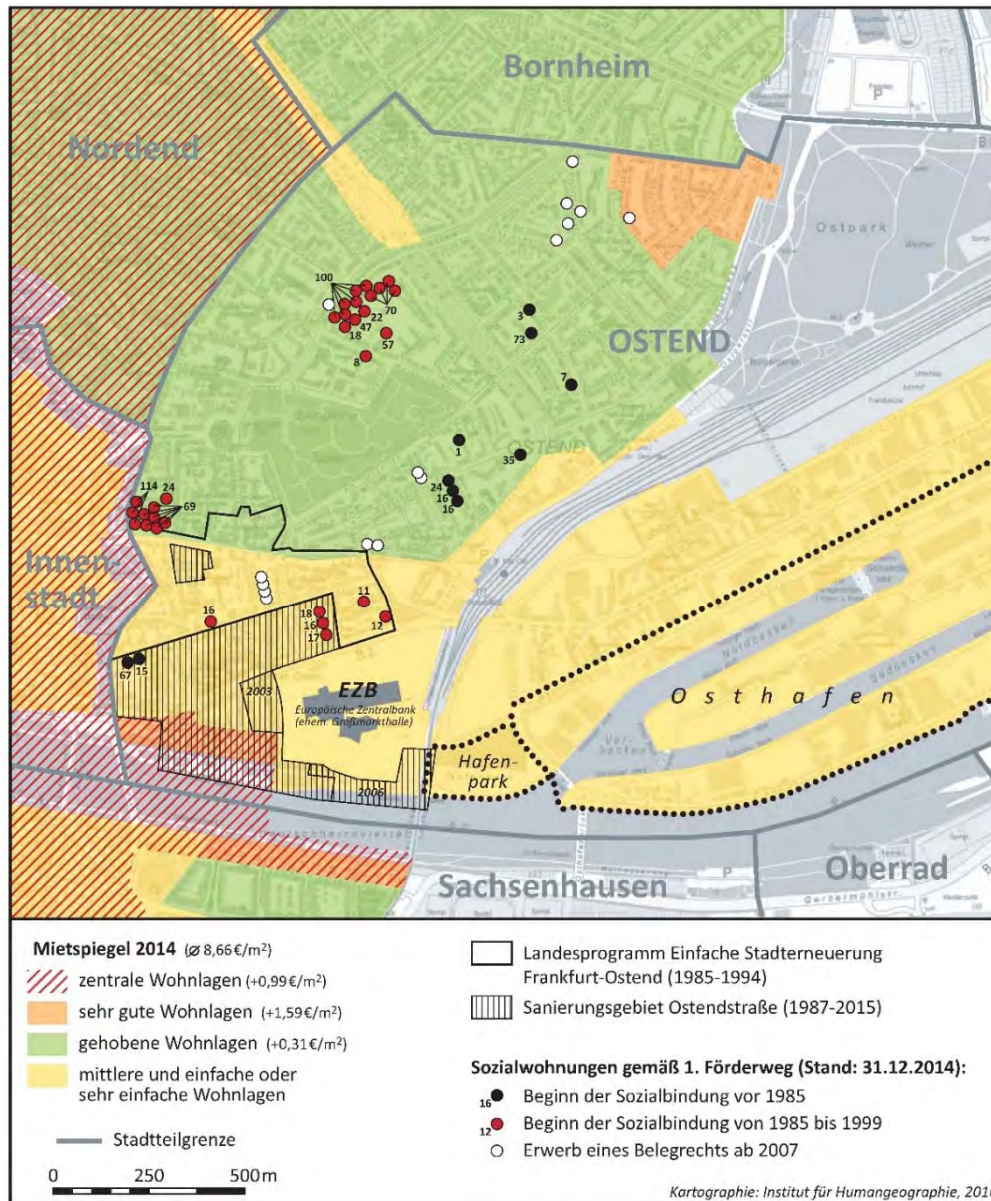 Bornheim
Nordend
P
Ostpark
Weiher
OSTEND
100
70
22
47
18
57
8
3
73
7
1
OSTEND
35
24
16
16
114
24
69
Innen-
stadt
16
11
12
18
16
17
67
15
2003
EZB
Europäische Zentralbank
(ehem. Großmarkthalle)
2006
Hafen-
park
Nordbecken
Südbecken
Osthafen
Sachsenhausen
P
Oberrad
Gerbermühlstr.
Mietspiegel 2014 (⌀ 8,66€/m²)
zentrale Wohnlagen (+0,99€/m²)
sehr gute Wohnlagen (+1,59€/m²)
gehobene Wohnlagen (+0,31€/m²)
mittlere und einfache oder
sehr einfache Wohnlagen
Stadtteilgrenze
0 250 500m
Landesprogramm Einfache Stadterneuerung
Frankfurt-Ostend (1985-1994)
Sanierungsgebiet Ostendstraße (1987-2015)
Sozialwohnungen gemäß 1. Förderweg (Stand: 31.12.2014):
16 Beginn der Sozialbindung vor 1985
12 Beginn der Sozialbindung von 1985 bis 1999
Erwerb eines Belegrechts ab 2007
Kartographie: Institut für Humangeographie,